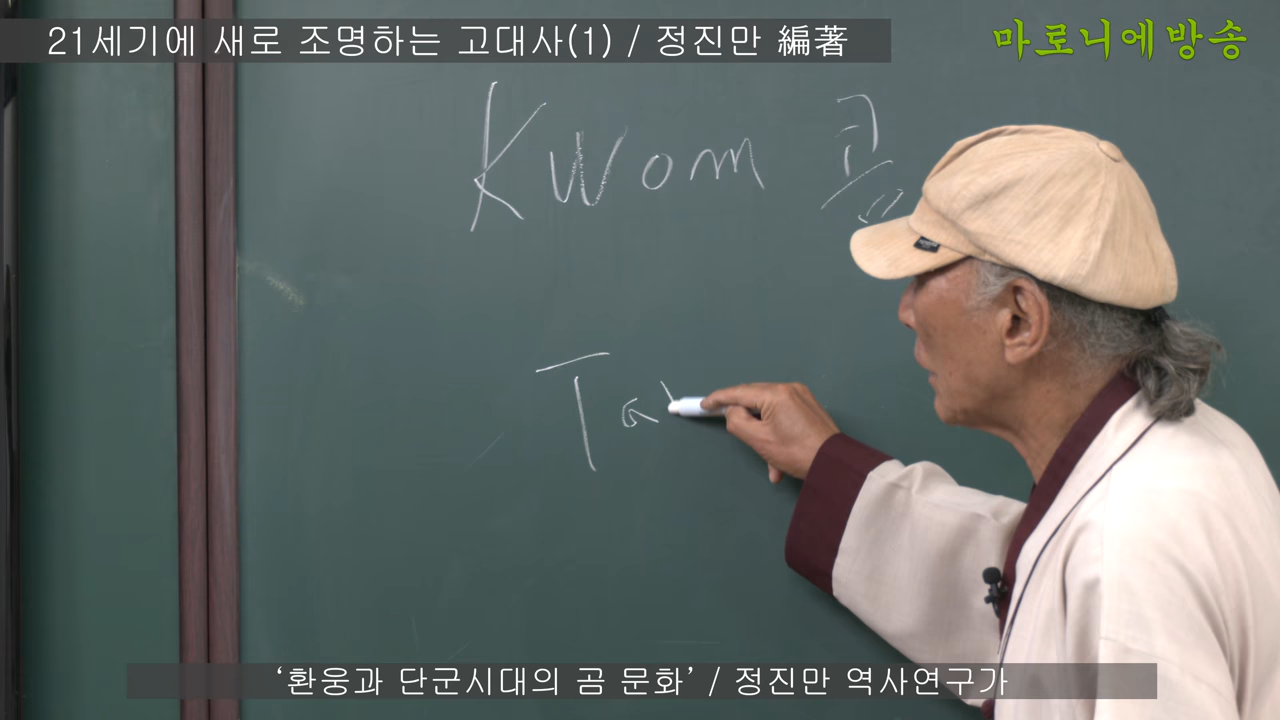 21세기에 새로 조명하는 고대사(1) / 정진만 編著
마로니에방송
Kwom 곰
Ta
‘환웅과 단군시대의 곰 문화’ / 정진만 역사연구가